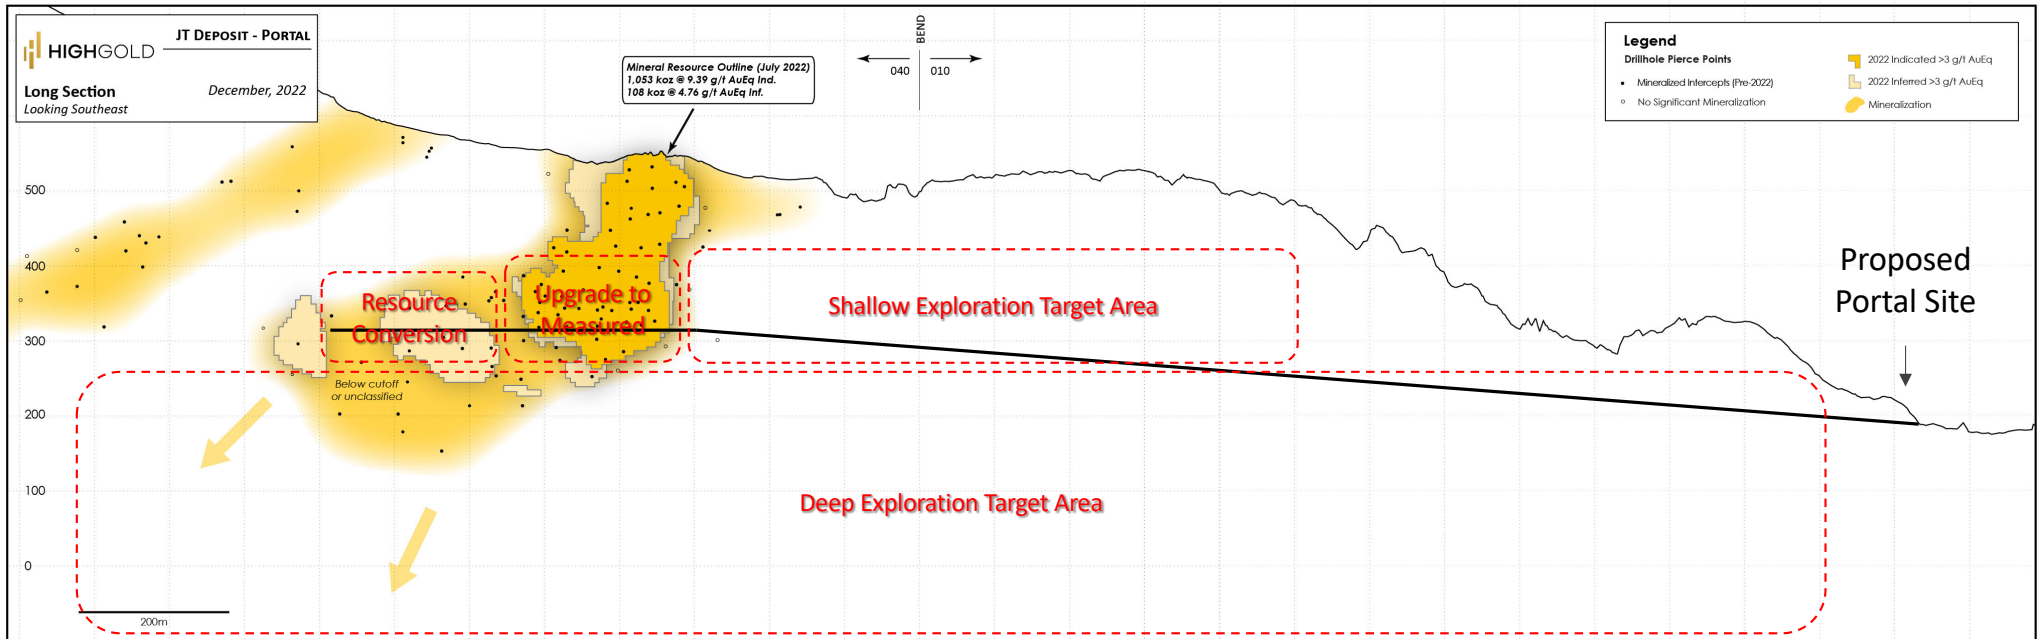 HIGHGOLD
JT DEPOSIT - PORTAL
Long Section
December, 2022
Looking Southeast
Mineral Resource Outline (July 2022)
1,053 koz @ 9.39 g/t AuEq Ind.
108 koz @ 4.76 g/t AuEq Inf.
BEND
040 010
Legend
Drillhole Pierce Points
Mineralized Intercepts (Pre-2022)
No Significant Mineralization
2022 Indicated >3 g/t AuEq
2022 Inferred >3 g/t AuEq
Mineralization
500
400
300
200
100
0
Resource
Conversion
Upgrade to
Measured
Shallow Exploration Target Area
Proposed
Portal Site
Below cutoff
or unclassified
Deep Exploration Target Area
200m